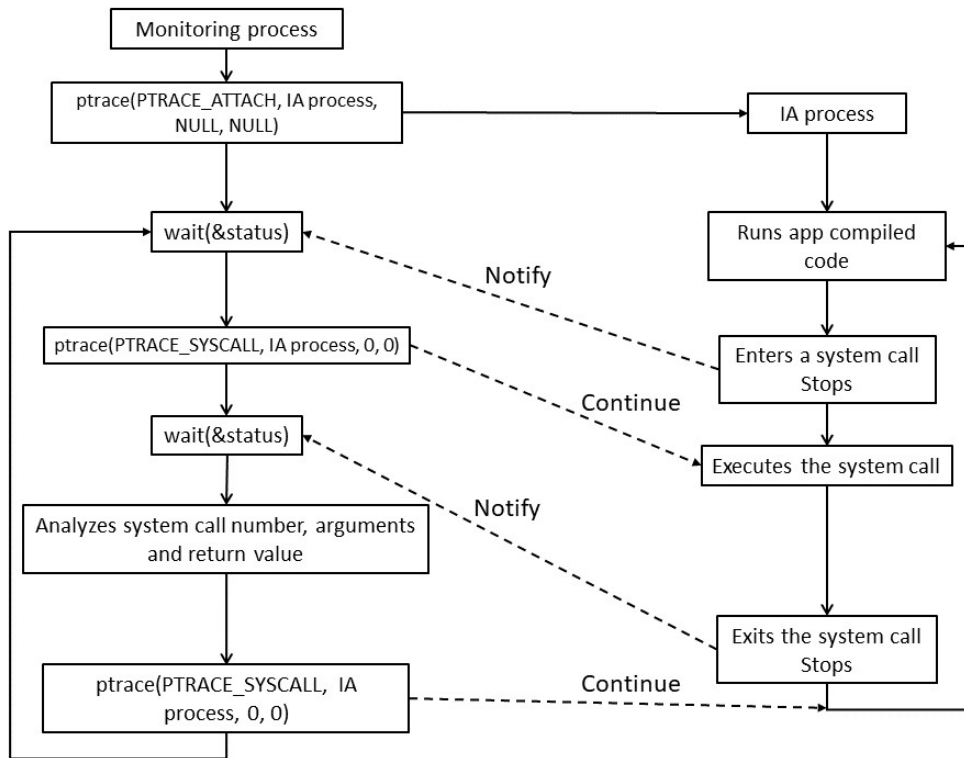 Monitoring process
ptrace(PTRACE_ATTACH, IA process,
NULL, NULL)
IA process
wait(&status)
Runs app compiled
code
Notify
ptrace(PTRACE_SYSCALL, IA process, 0, 0)
Enters a system call
Stops
Continue
wait(&status)
Executes the system call
Notify
Analyzes system call number, arguments
and return value
Exits the system call
Stops
ptrace(PTRACE_SYSCALL, IA
process, 0, 0)
Continue